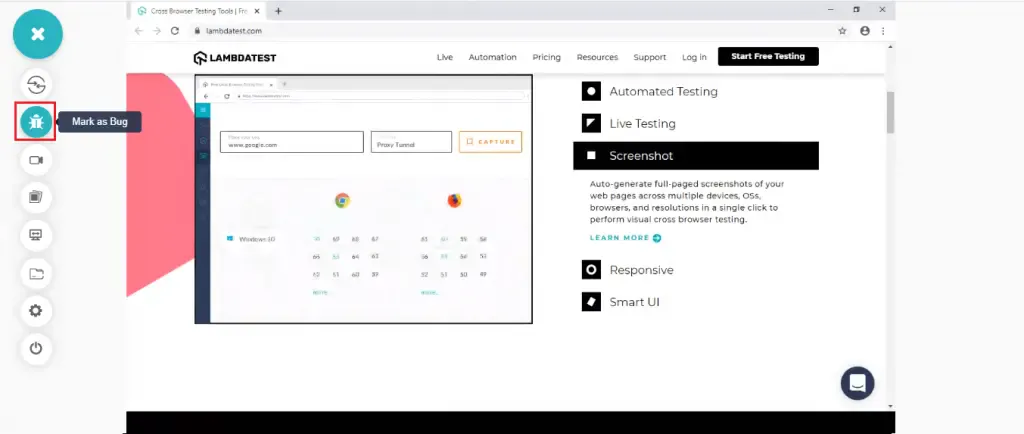 Cross Browser Testing Tools | Fre
lambdatest.com
LAMBDATEST
Live
Automation
Pricing
Resources
Support
Log in
Start Free Testing
Mark as Bug
www.google.com
Proxy Tunnel
CAPTURE
Windows 10
Automated Testing
Live Testing
Screenshot
Auto-generate full-paged screenshots of your
web pages across multiple devices, OSs,
browsers, and resolutions in a single click to
perform visual cross browser testing.
LEARN MORE
Responsive
Smart UI